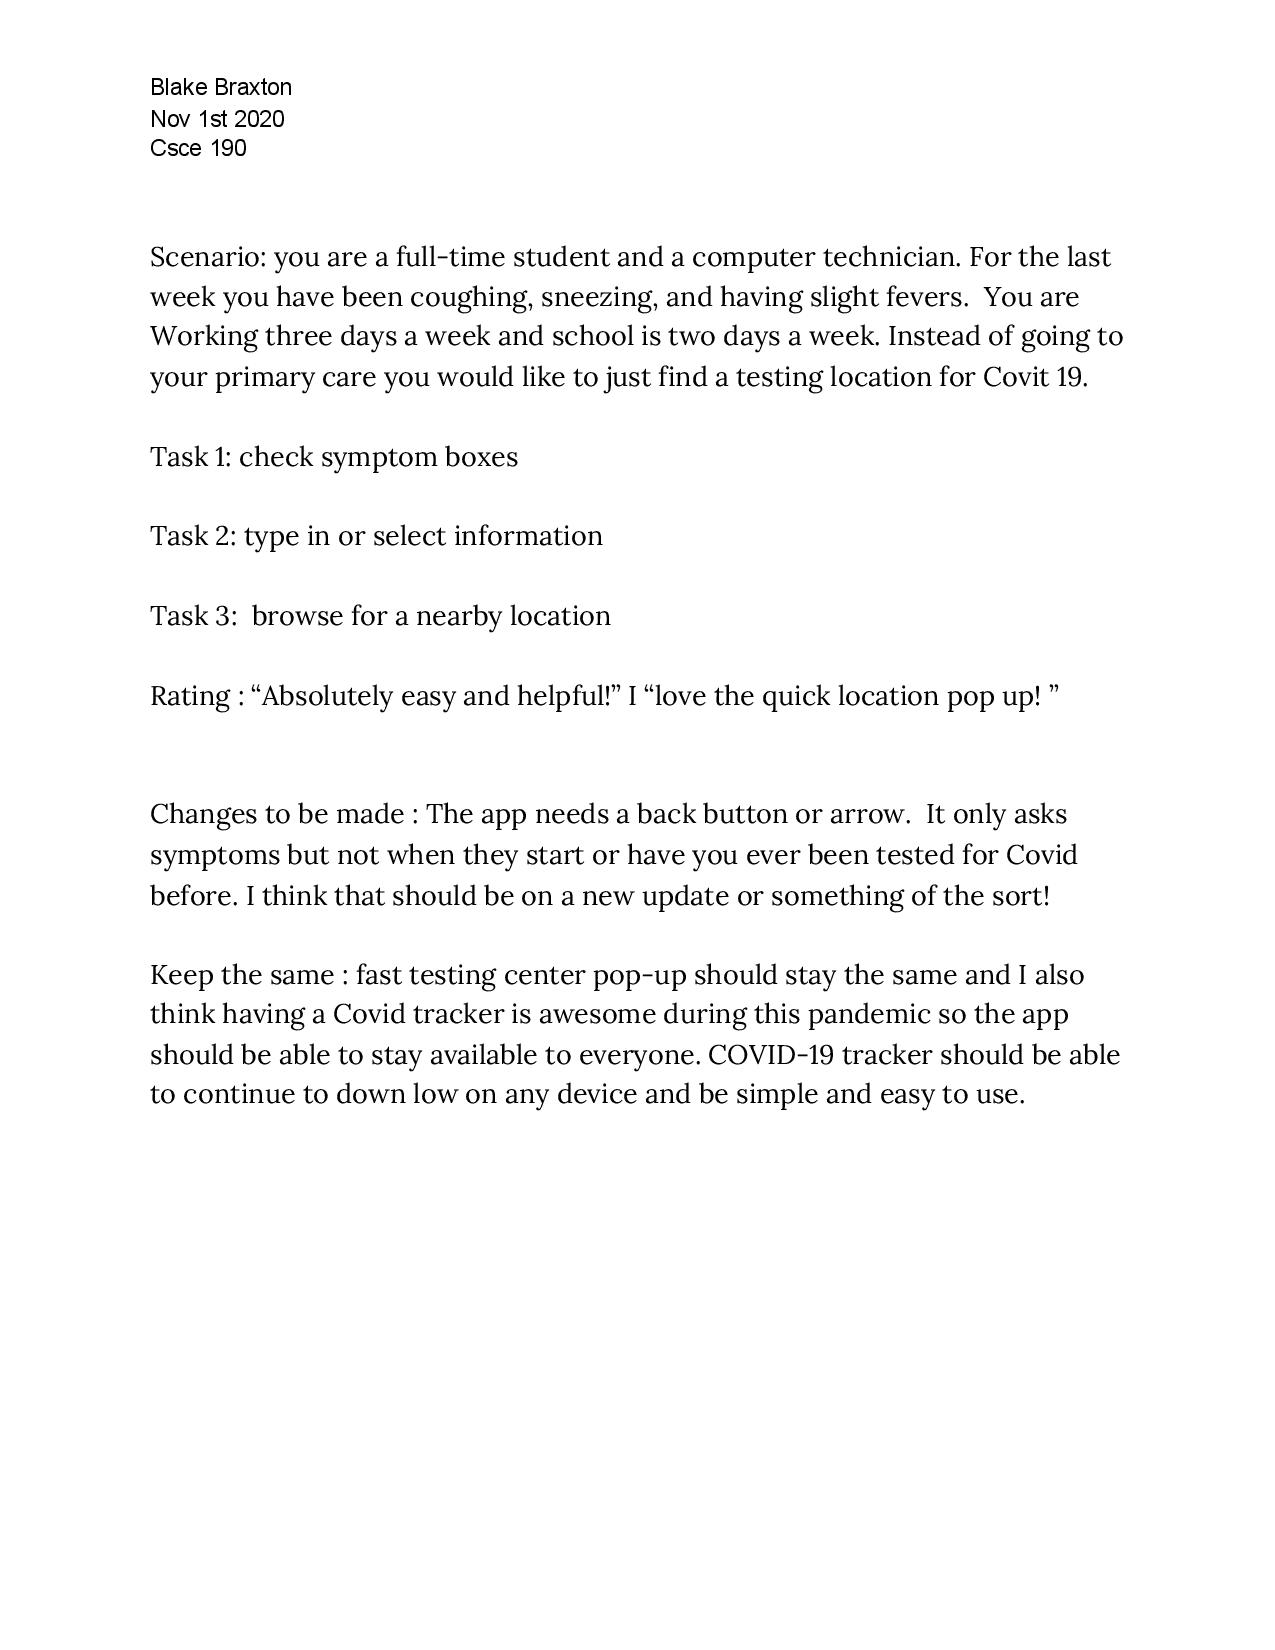 Blake Braxton
Nov 1st 2020
Csce 190
Scenario: you are a full-time student and a computer technician. For the last
week you have been coughing, sneezing, and having slight fevers.  You are
Working three days a week and school is two days a week. Instead of going to
your primary care you would like to just find a testing location for Covit 19.
Task 1: check symptom boxes
Task 2: type in or select information
Task 3:  browse for a nearby location
Rating : “Absolutely easy and helpful!” I “love the quick location pop up! ”
Changes to be made : The app needs a back button or arrow.  It only asks
symptoms but not when they start or have you ever been tested for Covid
before. I think that should be on a new update or something of the sort!
Keep the same : fast testing center pop-up should stay the same and I also
think having a Covid tracker is awesome during this pandemic so the app
should be able to stay available to everyone. COVID-19 tracker should be able
to continue to down low on any device and be simple and easy to use.